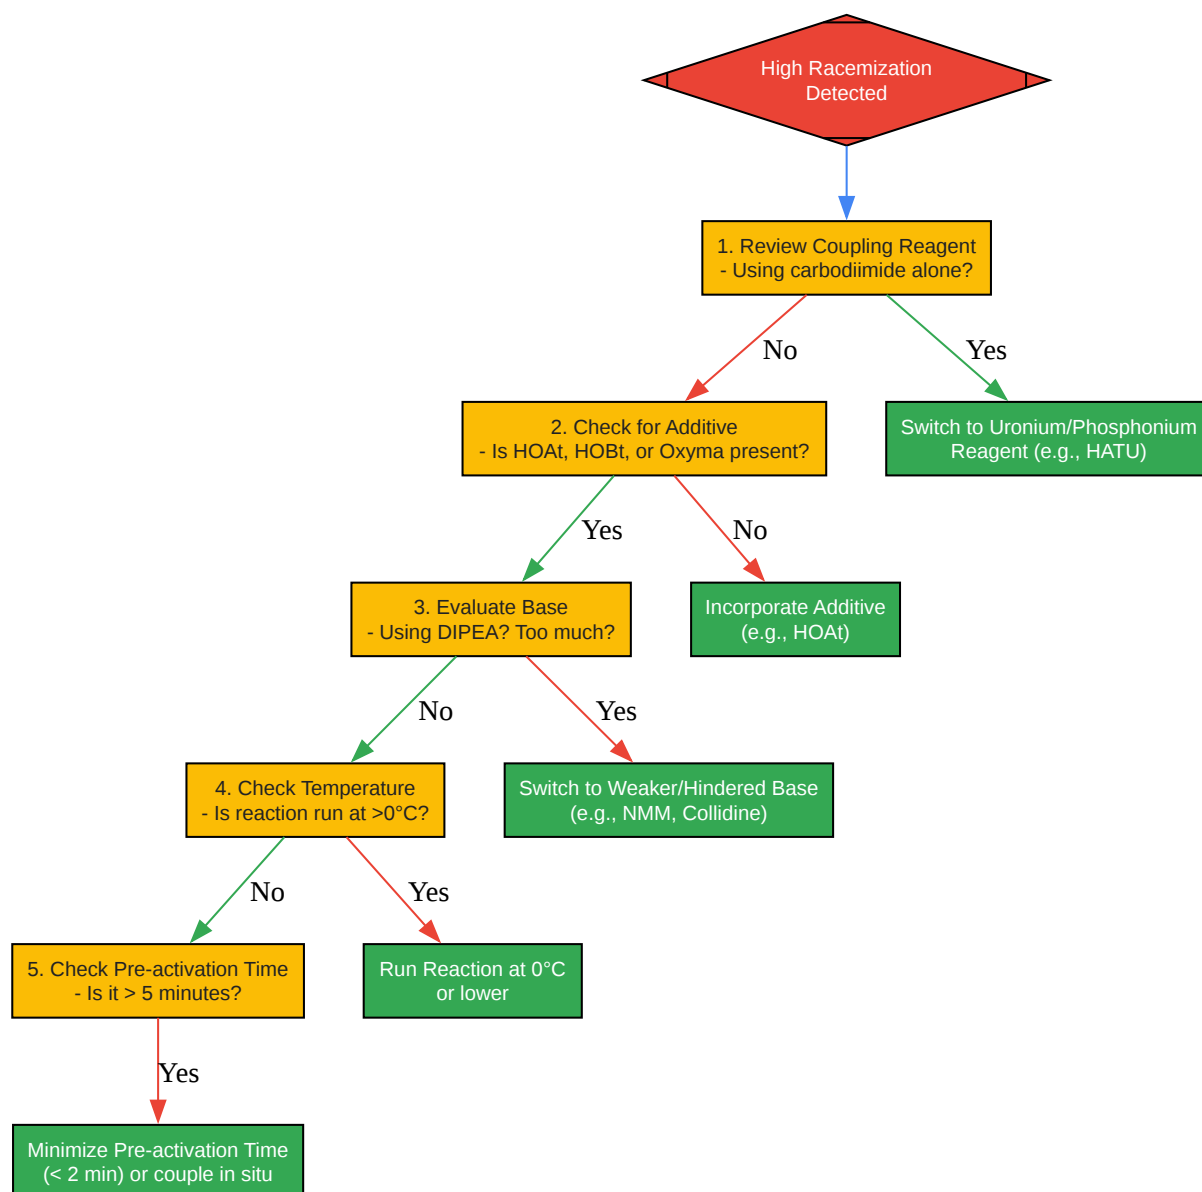 High Racemization
Detected
1. Review Coupling Reagent
- Using carbodiimide alone?
No
Yes
2. Check for Additive
- Is HOAt, HOBt, or Oxyma present?
Switch to Uronium/Phosphonium
Reagent (e.g., HATU)
Yes
No
3. Evaluate Base
- Using DIPEA? Too much?
Incorporate Additive
(e.g., HOAt)
No
Yes
4. Check Temperature
- Is reaction run at >0°C?
Switch to Weaker/Hindered Base
(e.g., NMM, Collidine)
No
Yes
5. Check Pre-activation Time
- Is it > 5 minutes?
Run Reaction at 0°C
or lower
Yes
Minimize Pre-activation Time
(< 2 min) or couple in situ